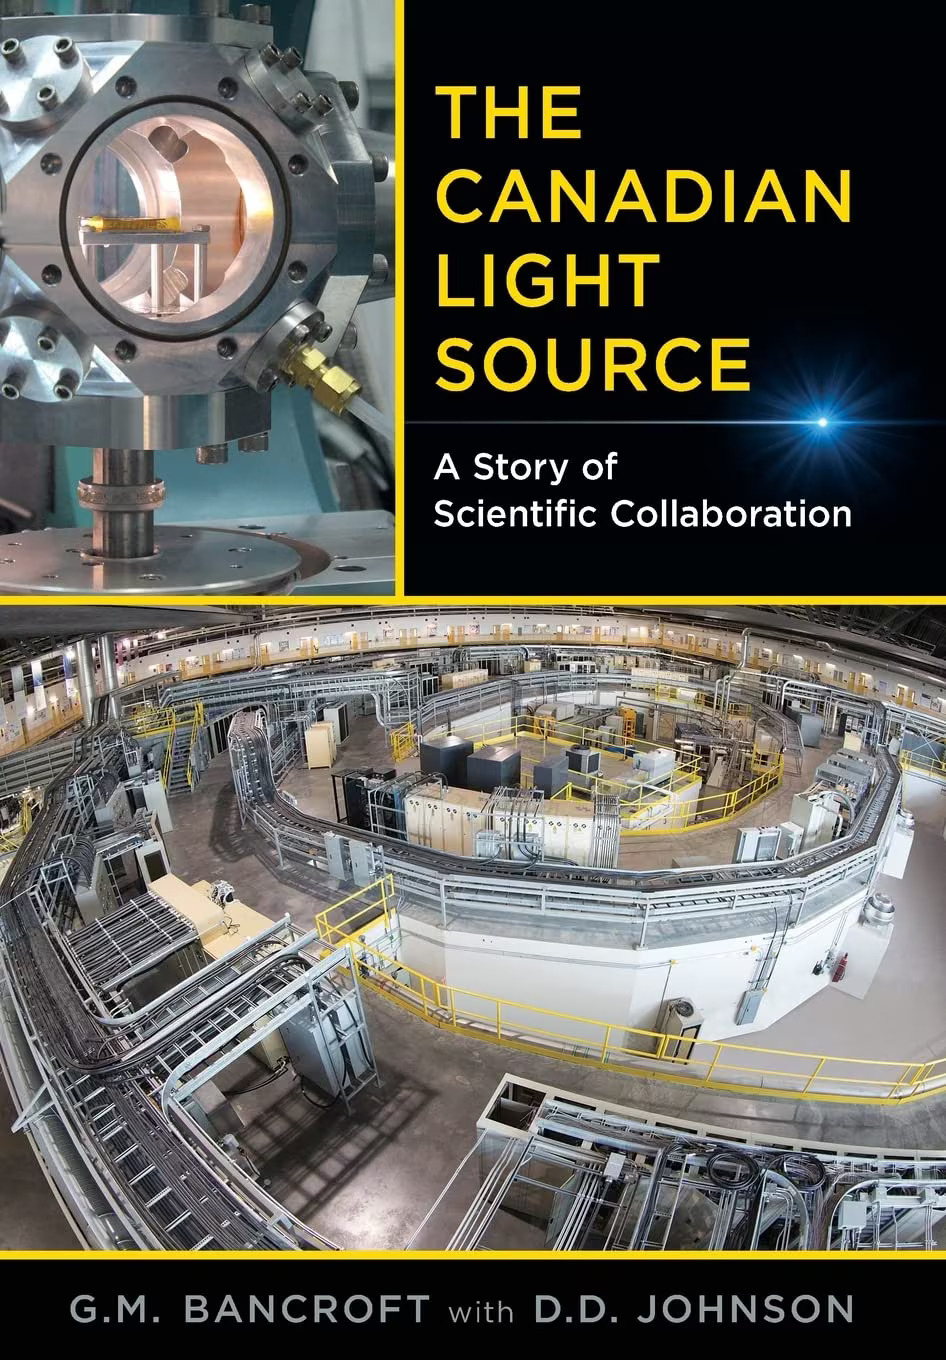 THE
CANADIAN
LIGHT
SOURCE
A Story of
Scientific Collaboration
G.M. BANCROFT with D.D. JOHNSON